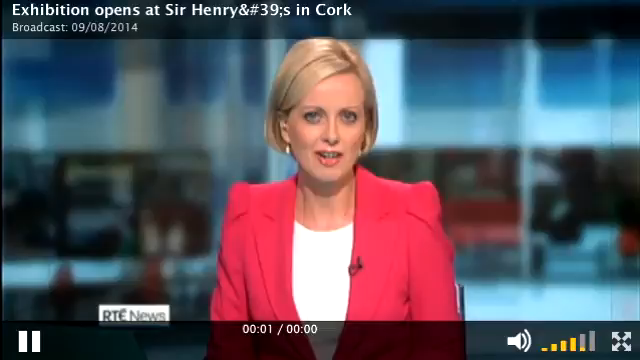 Exhibition opens at Sir Henry&#39;s in Cork
Broadcast: 09/08/2014
RTÉ News
00:01 / 00:00